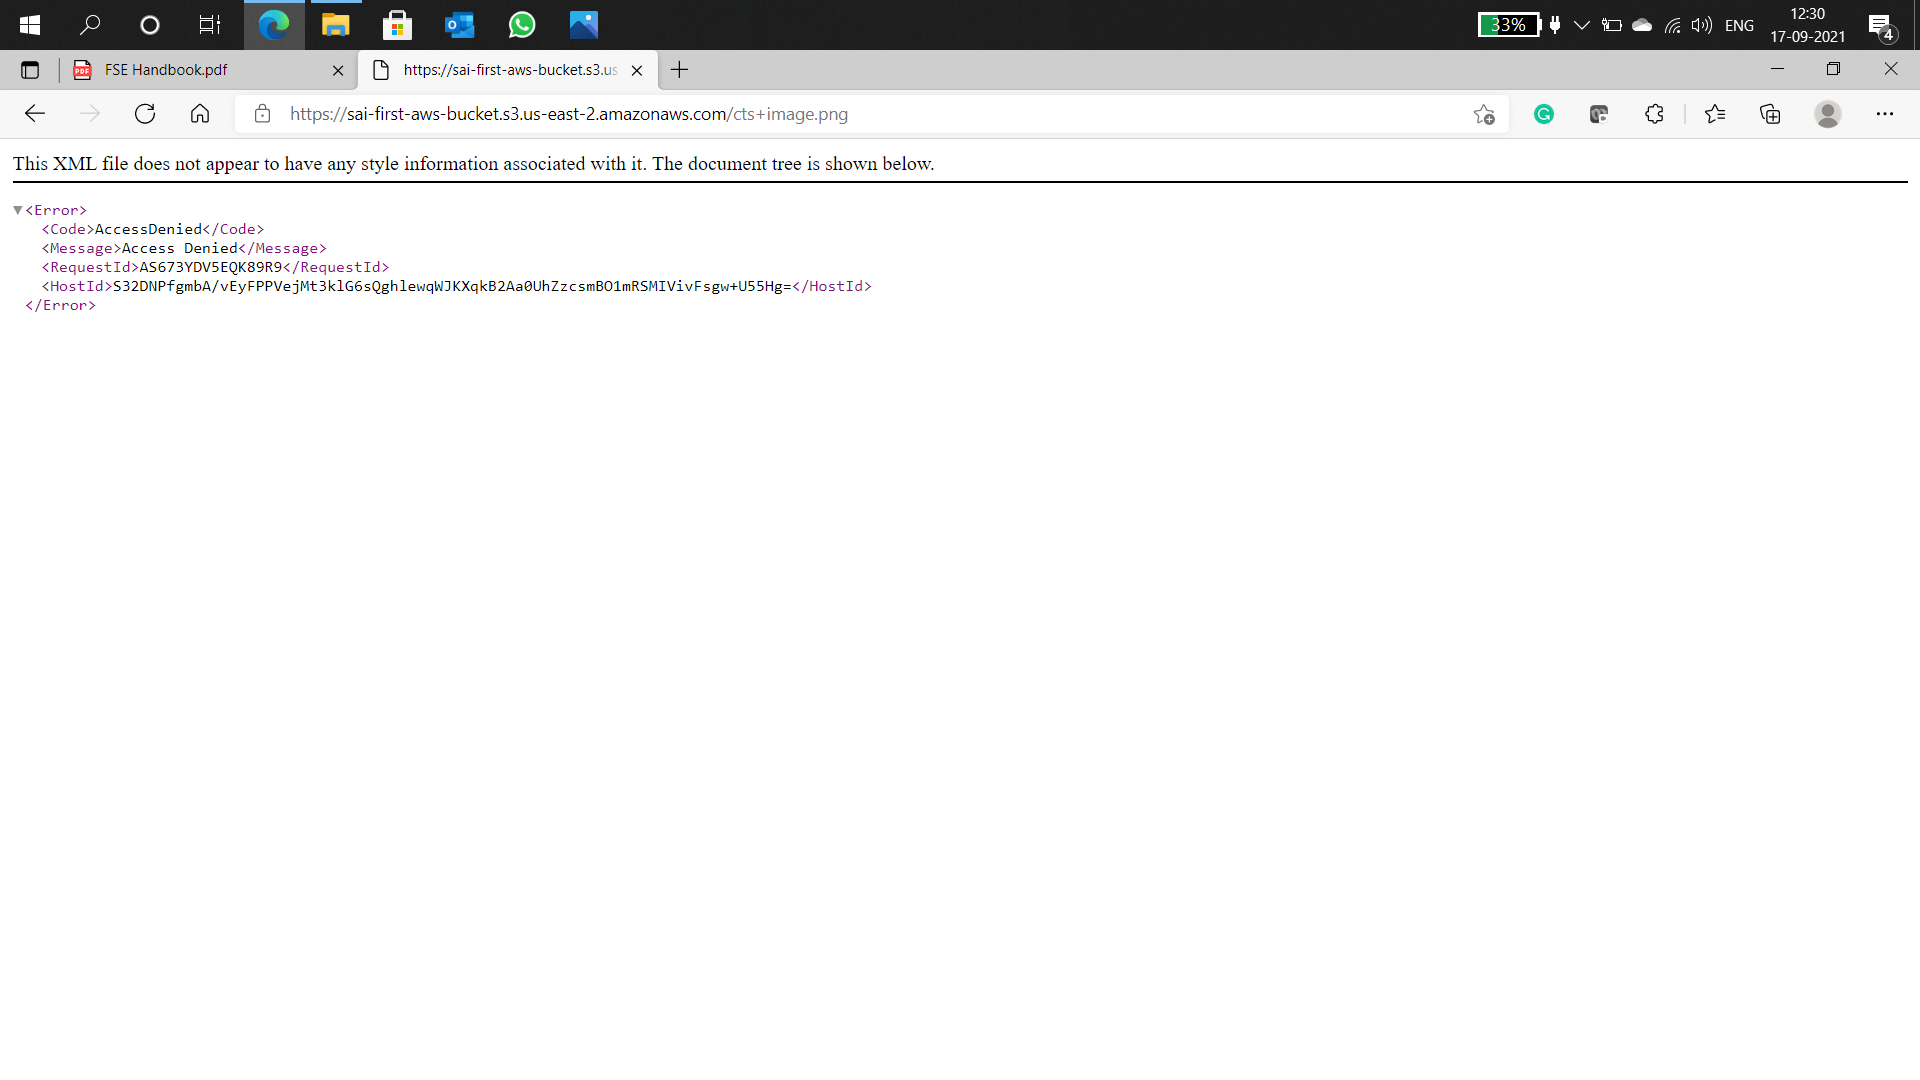 33%
ENG
12:30
17-09-2021
4
PDF
FSE Handbook.pdf
https://sai-first-aws-bucket.s3.us
https://sai-first-aws-bucket.s3.us-east-2.amazonaws.com/cts+image.png
This XML file does not appear to have any style information associated with it. The document tree is shown below.
<Error>
<Code>AccessDenied</Code>
<Message>Access Denied</Message>
<RequestId>AS673YDV5EQK89R9</RequestId>
<HostId>S32DNPfgmbA/vEyFPPVejMt3klG6sQghlewqWJKXqkB2Aa0UhZzcsmBO1mRSMIVivFsgw+U55Hg=</HostId>
</Error>